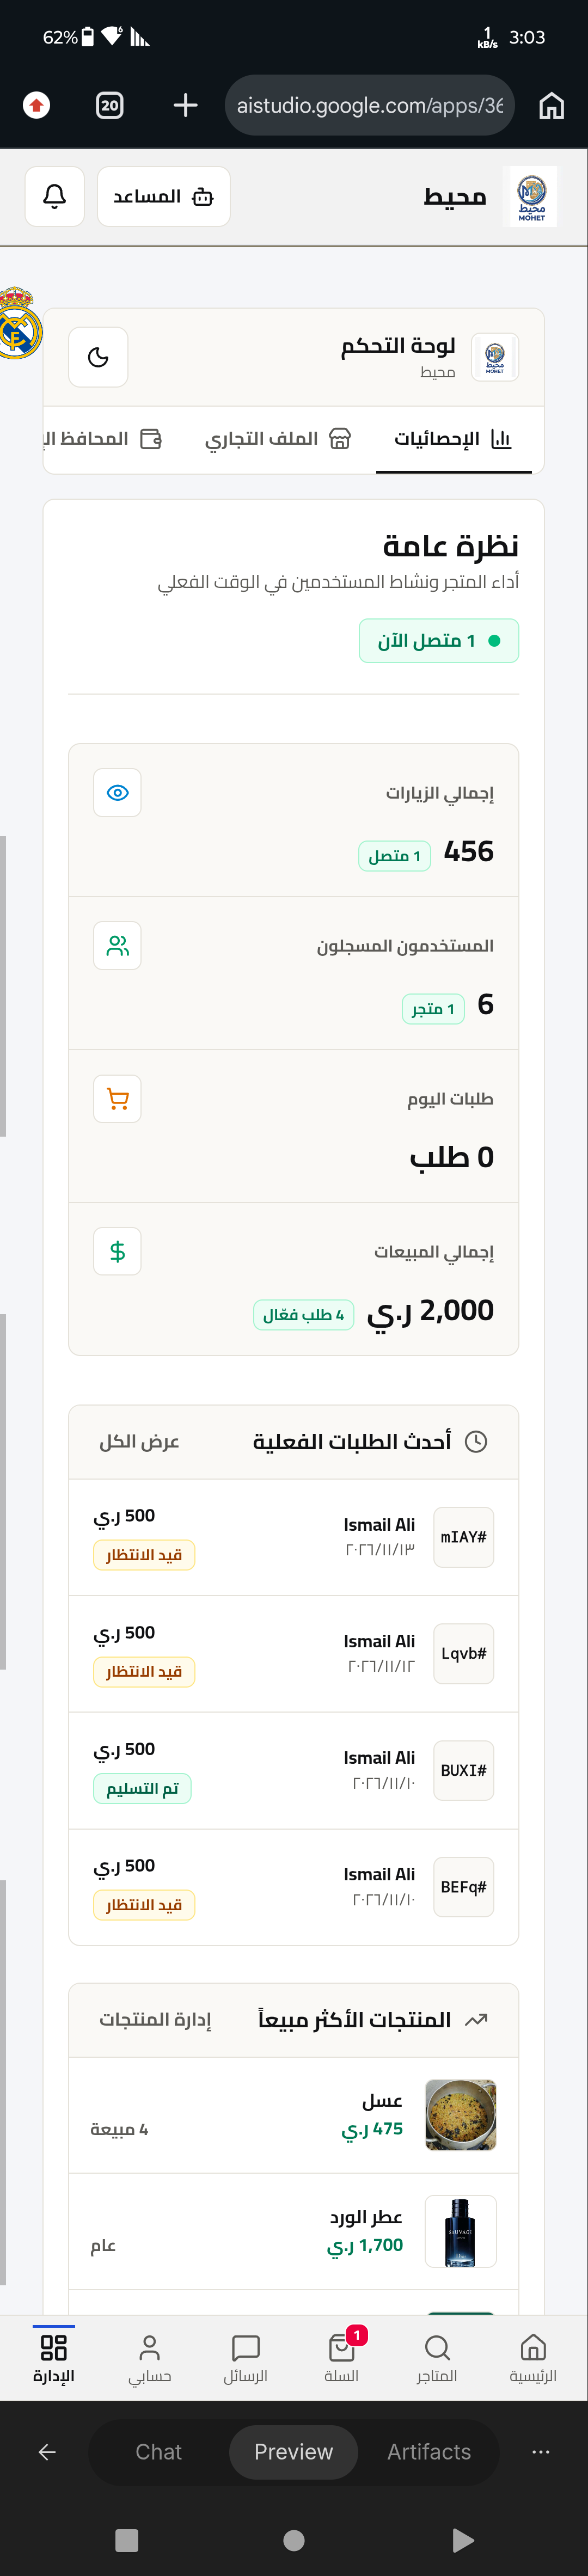 62%
6
1
kB/s
3:03
20
aistudio.google.com/apps/36
محيط
محيط
MOHET
المساعد
لوحة التحكم
محيط
محيط
MOHET
الإحصائيات
الملف التجاري
المحافظ
نظرة عامة
أداء المتجر ونشاط المستخدمين في الوقت الفعلي
1 متصل الآن
إجمالي الزيارات
456
1 متصل
المستخدمون المسجلون
6
1 متجر
طلبات اليوم
0 طلب
إجمالي المبيعات
2,000 ر.ي
4 طلب فعّال
أحدث الطلبات الفعلية
عرض الكل
mIAY#
Ismail Ali
٢٠٢٦/١١/١٣
500 ر.ي
قيد الانتظار
Lqvb#
Ismail Ali
٢٠٢٦/١١/١٢
500 ر.ي
قيد الانتظار
BUXI#
Ismail Ali
٢٠٢٦/١١/١٠
500 ر.ي
تم التسليم
BEFq#
Ismail Ali
٢٠٢٦/١١/١٠
500 ر.ي
قيد الانتظار
المنتجات الأكثر مبيعاً
إدارة المنتجات
عسل
475 ر.ي
4 مبيعة
SAUVAGE
عطر الورد
1,700 ر.ي
عام
الرئيسية
المتاجر
السلة
1
الرسائل
حسابي
الإدارة
Chat
Preview
Artifacts